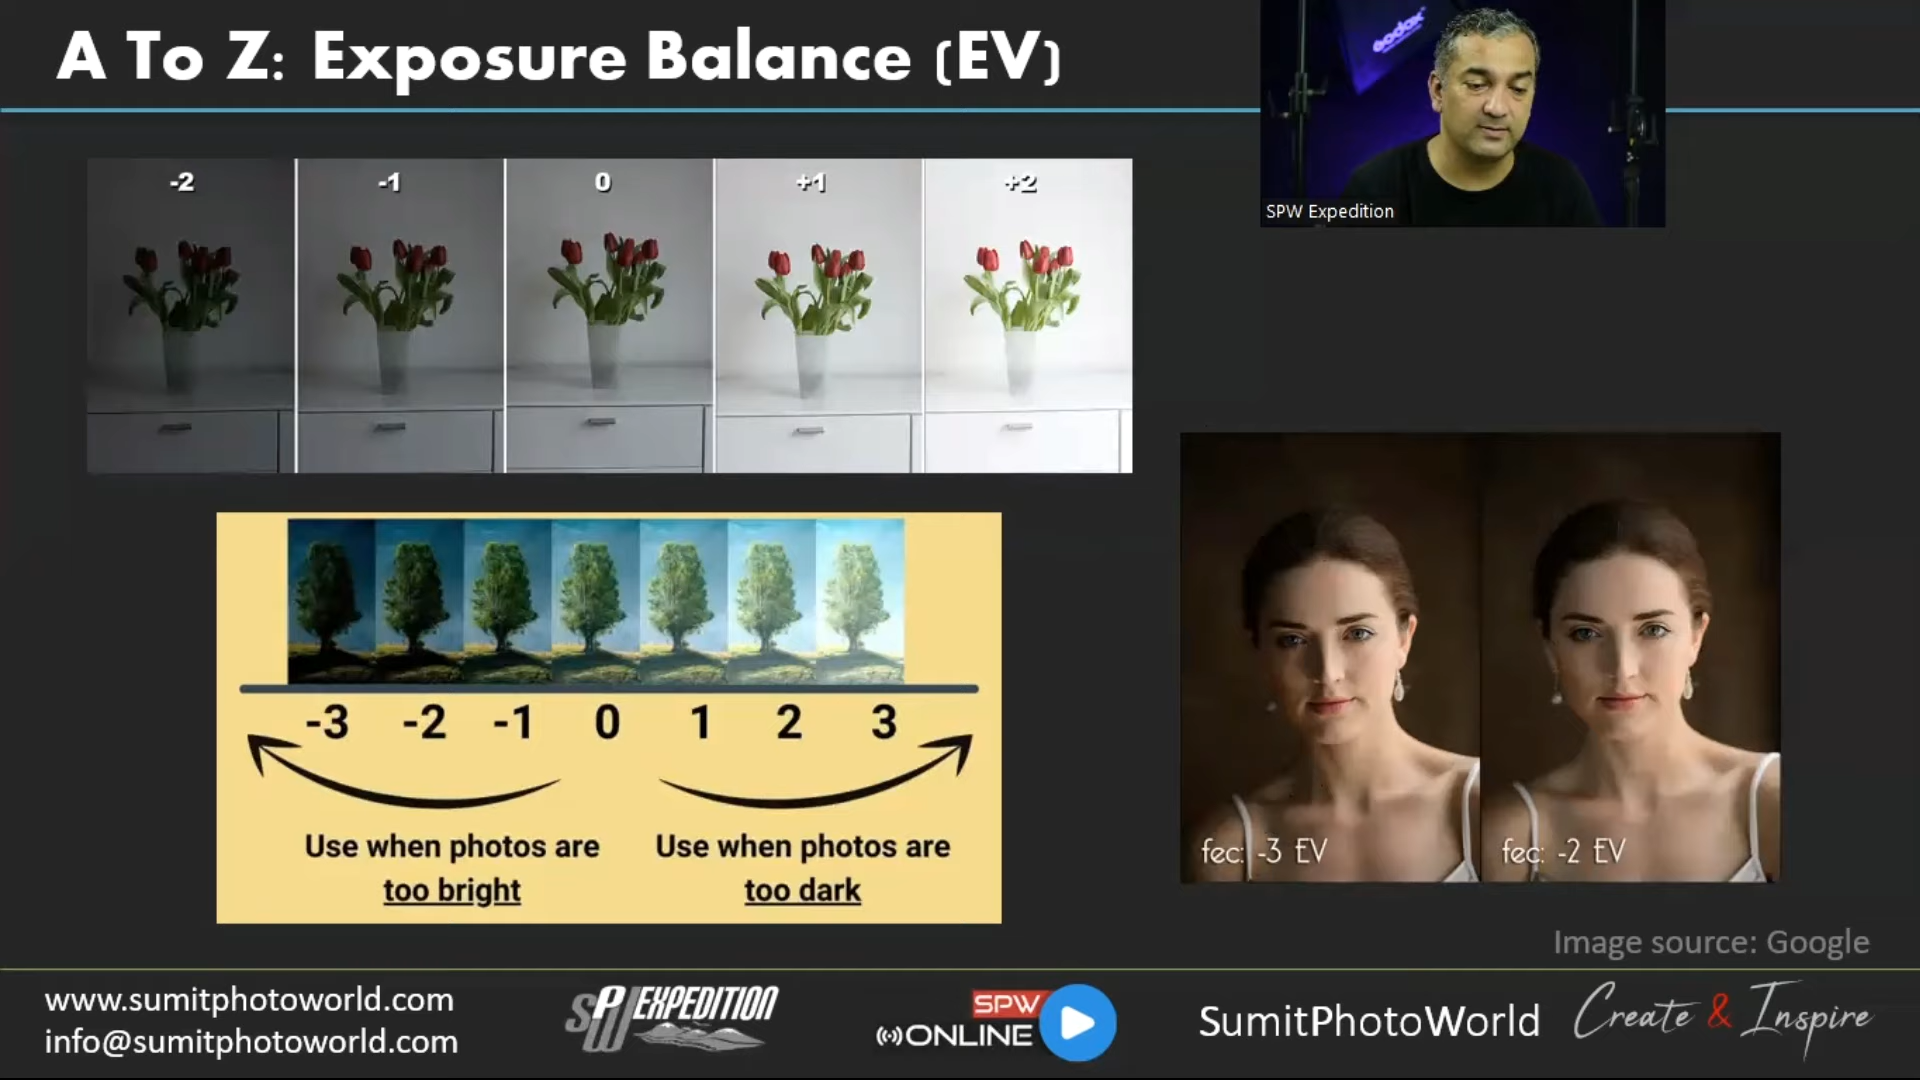 A To Z: Exposure Balance (EV)
Godox
SPW Expedition
-2 -1 0 +1 +2
-3 -2 -1 0 1 2 3
Use when photos are
too bright
Use when photos are
too dark
fec: -3 EV
fec: -2 EV
Image source: Google
www.sumitphotoworld.com
info@sumitphotoworld.com
SPW EXPEDITION
SPW
ONLINE
SumitPhotoWorld
Create & Inspire